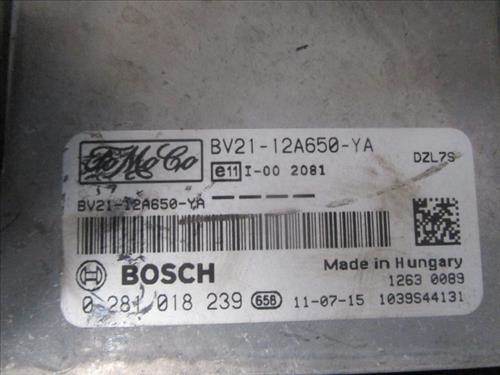 FoMoCo
BV21-12A650-YA
DZL7S
e11 I-00 2081
BV21-12A650-YA
BOSCH
Made in Hungary
1263 0089
0 281 018 239 658 11-07-15 1039S44131